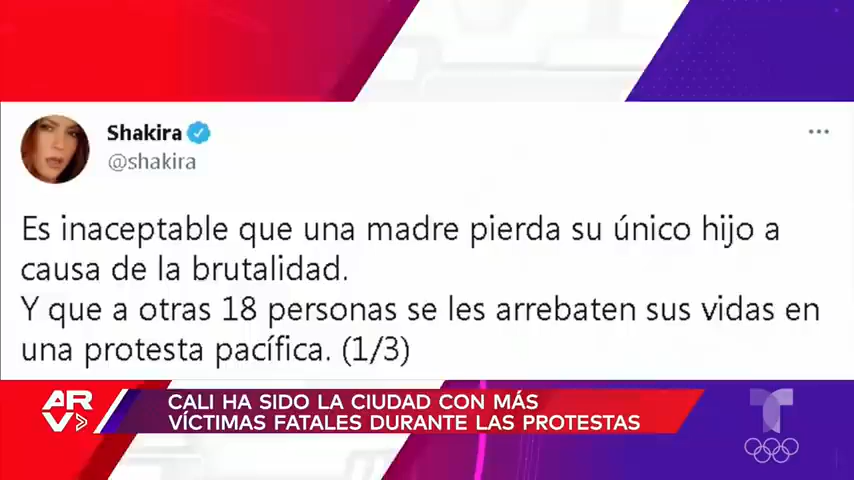 Shakira
@shakira
Es inaceptable que una madre pierda su único hijo a
causa de la brutalidad.
Y que a otras 18 personas se les arrebaten sus vidas en
una protesta pacífica. (1/3)
ARV
CALI HA SIDO LA CIUDAD CON MÁS
VÍCTIMAS FATALES DURANTE LAS PROTESTAS